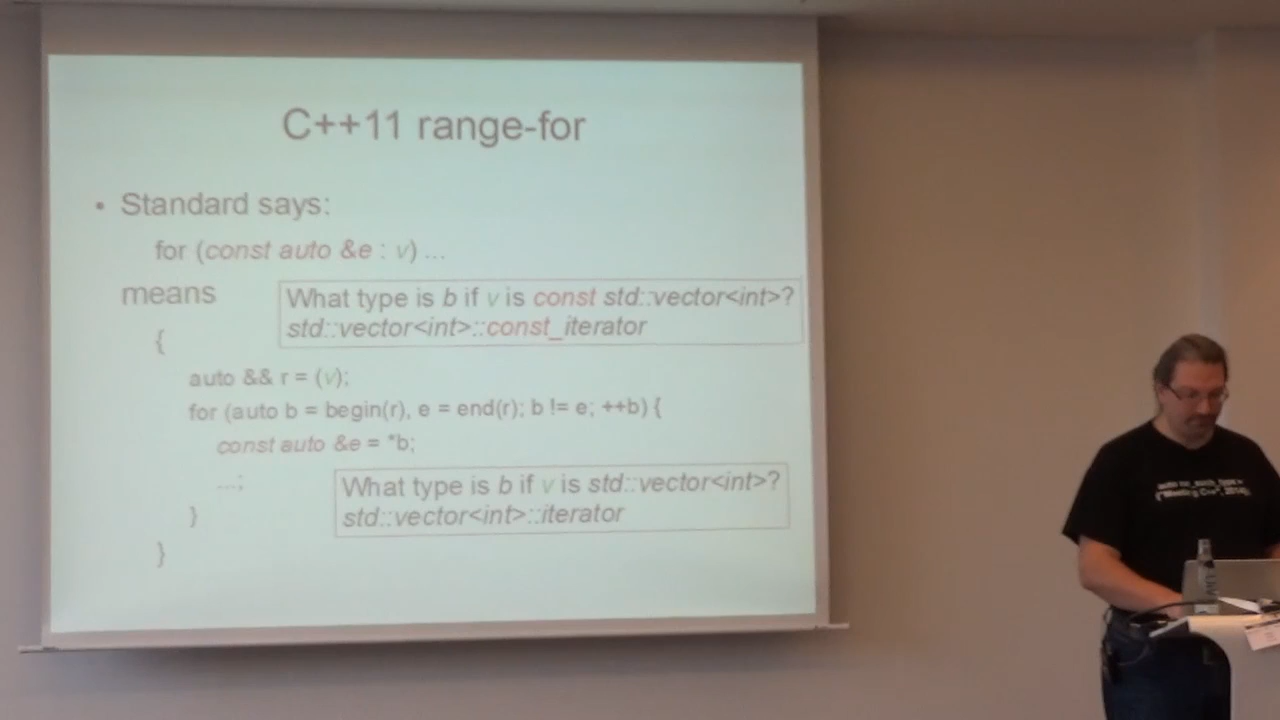 C++11 range-for
• Standard says:
for (const auto &e : v) ...
means
What type is b if v is const std::vector<int>?
std::vector<int>::const_iterator
{
auto && r = (v);
for (auto b = begin(r), e = end(r); b != e; ++b) {
const auto &e = *b;
...;
What type is b if v is std::vector<int>?
std::vector<int>::iterator
}
}